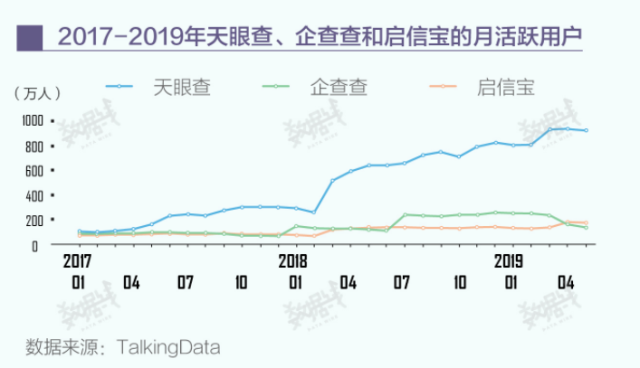 2017-2019年天眼查、企查查和启信宝的月活跃用户
(万人)
天眼查 企查查 启信宝
1000
800
600
400
200
0
2017 2018 2019
01 04 07 10 01 04 07 10 01 04
数据来源：TalkingData